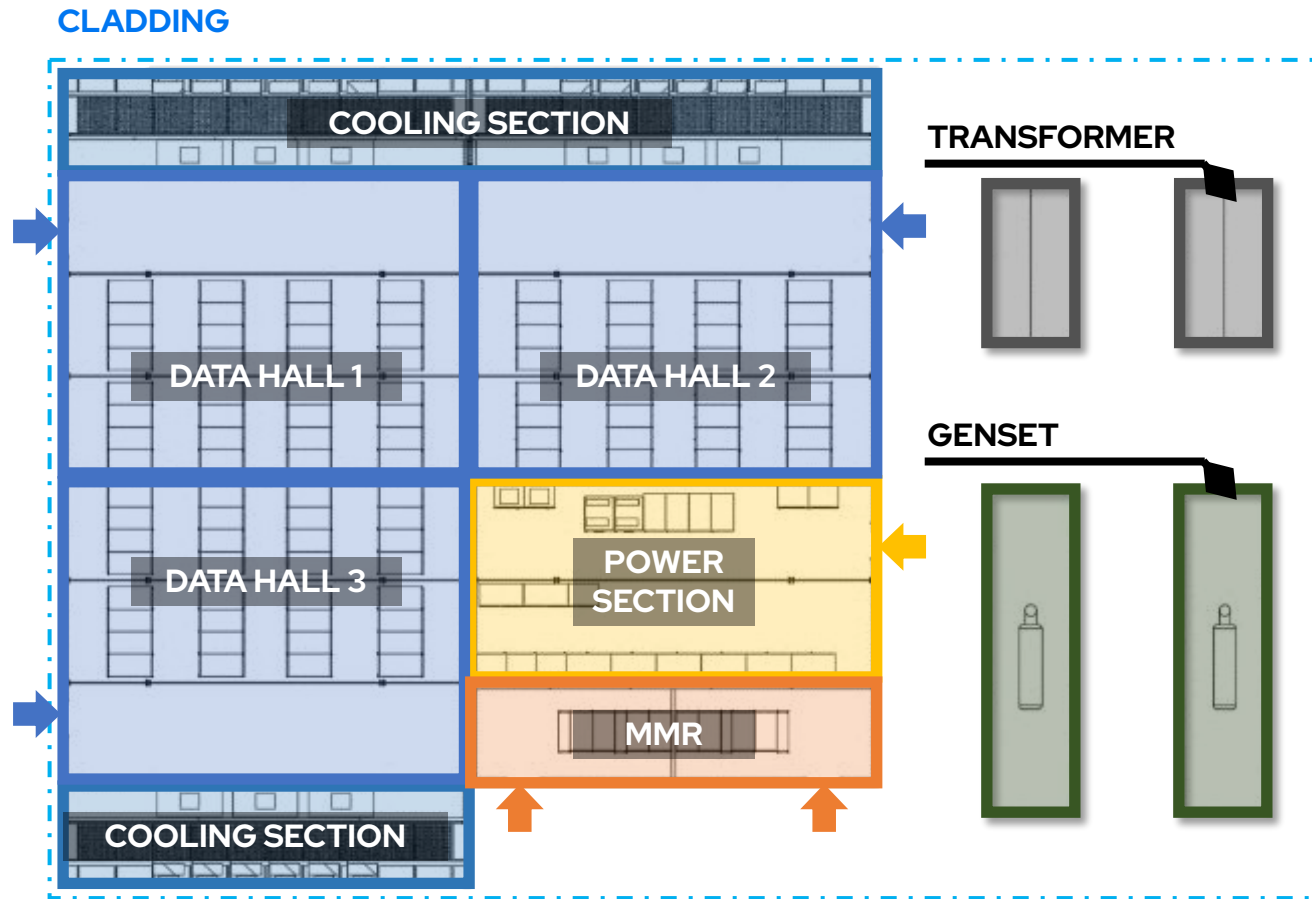 CLADDING
COOLING SECTION
TRANSFORMER
DATA HALL 1
DATA HALL 2
GENSET
POWER
SECTION
DATA HALL 3
MMR
COOLING SECTION